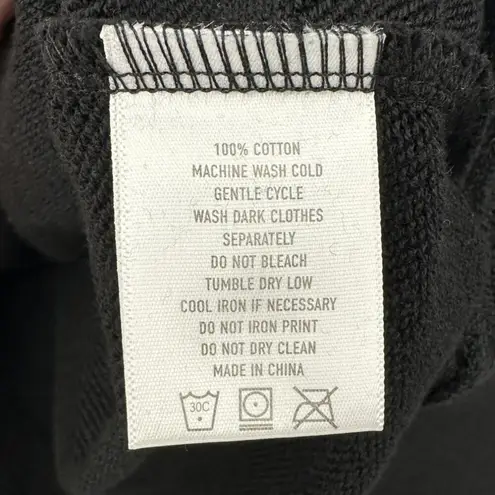 100% COTTON
MACHINE WASH COLD
GENTLE CYCLE
WASH DARK CLOTHES
SEPARATELY
DO NOT BLEACH
TUMBLE DRY LOW
COOL IRON IF NECESSARY
DO NOT IRON PRINT
DO NOT DRY CLEAN
MADE IN CHINA
30C